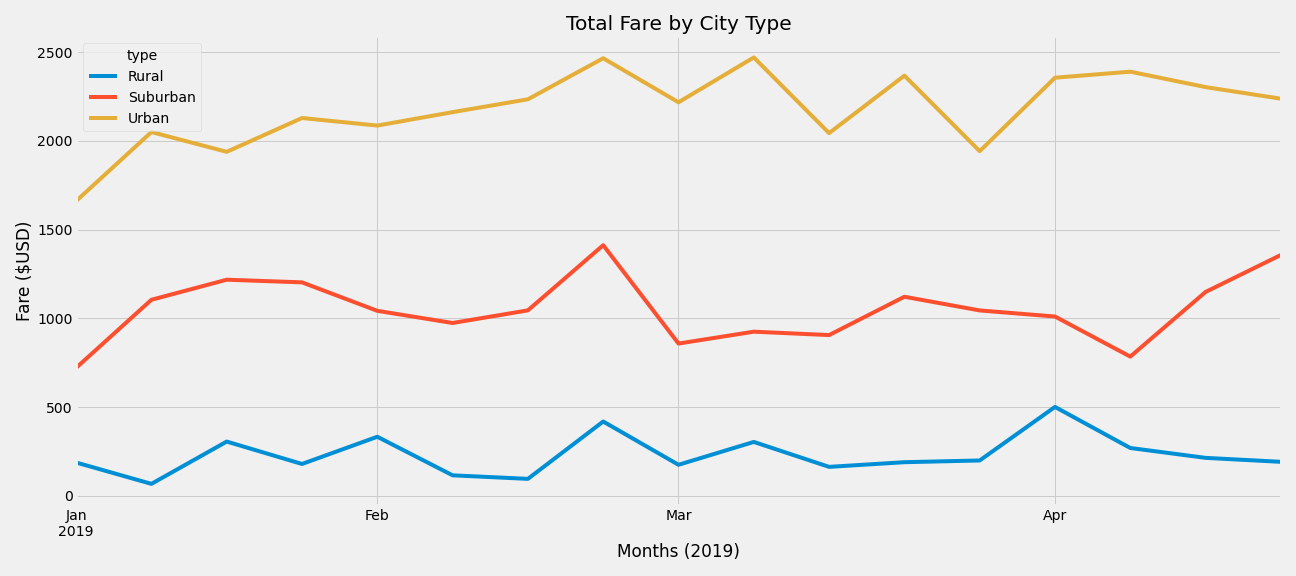 Total Fare by City Type
type
Rural
Suburban
Urban
Fare ($USD)
2500
2000
1500
1000
500
0
Jan Feb Mar Apr
2019
Months (2019)